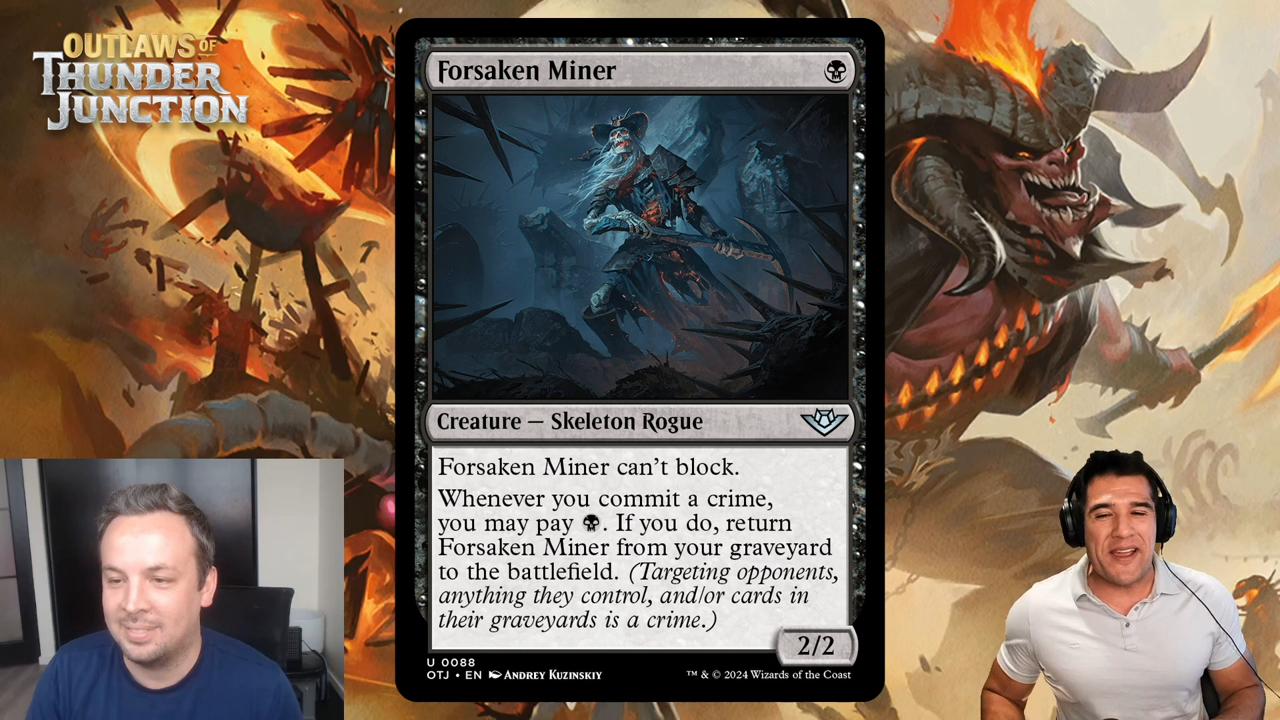 OUTLAWS OF
THUNDER
JUNCTION
Forsaken Miner
Creature — Skeleton Rogue
Forsaken Miner can't block.
Whenever you commit a crime,
you may pay . If you do, return
Forsaken Miner from your graveyard
to the battlefield. (Targeting opponents,
anything they control, and/or cards in
their graveyards is a crime.)
2/2
U 0088
OTJ • EN Andrey Kuzinskiy
™ & © 2024 Wizards of the Coast